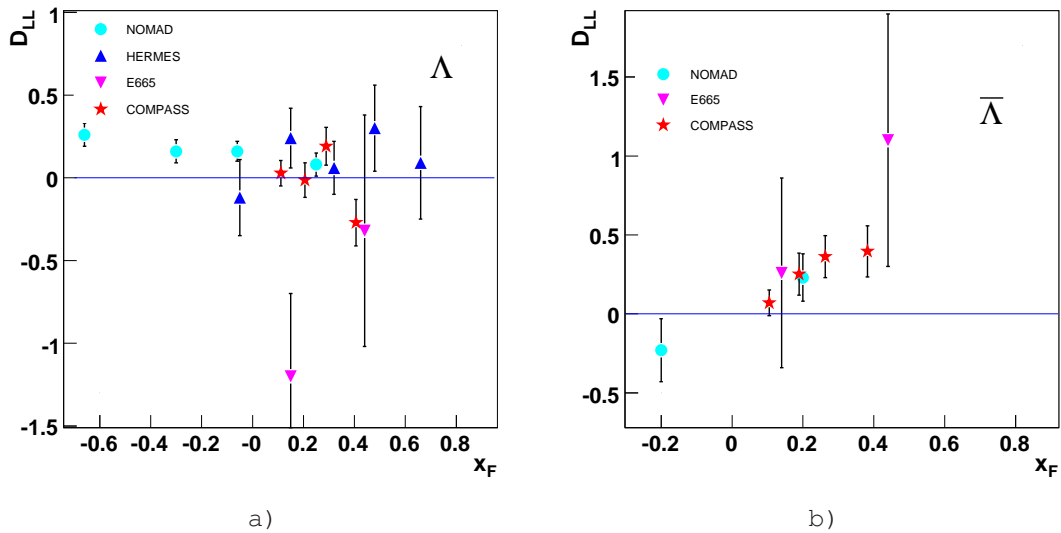 D_LL
1
0.5
0
-0.5
-1
-1.5
NOMAD
HERMES
E665
COMPASS
Λ
-0.6 -0.4 -0.2 -0 0.2 0.4 0.6 0.8
x_F
a)
D_LL
1.5
1
0.5
0
-0.5
NOMAD
E665
COMPASS
Λ̅
-0.2 0 0.2 0.4 0.6 0.8
x_F
b)